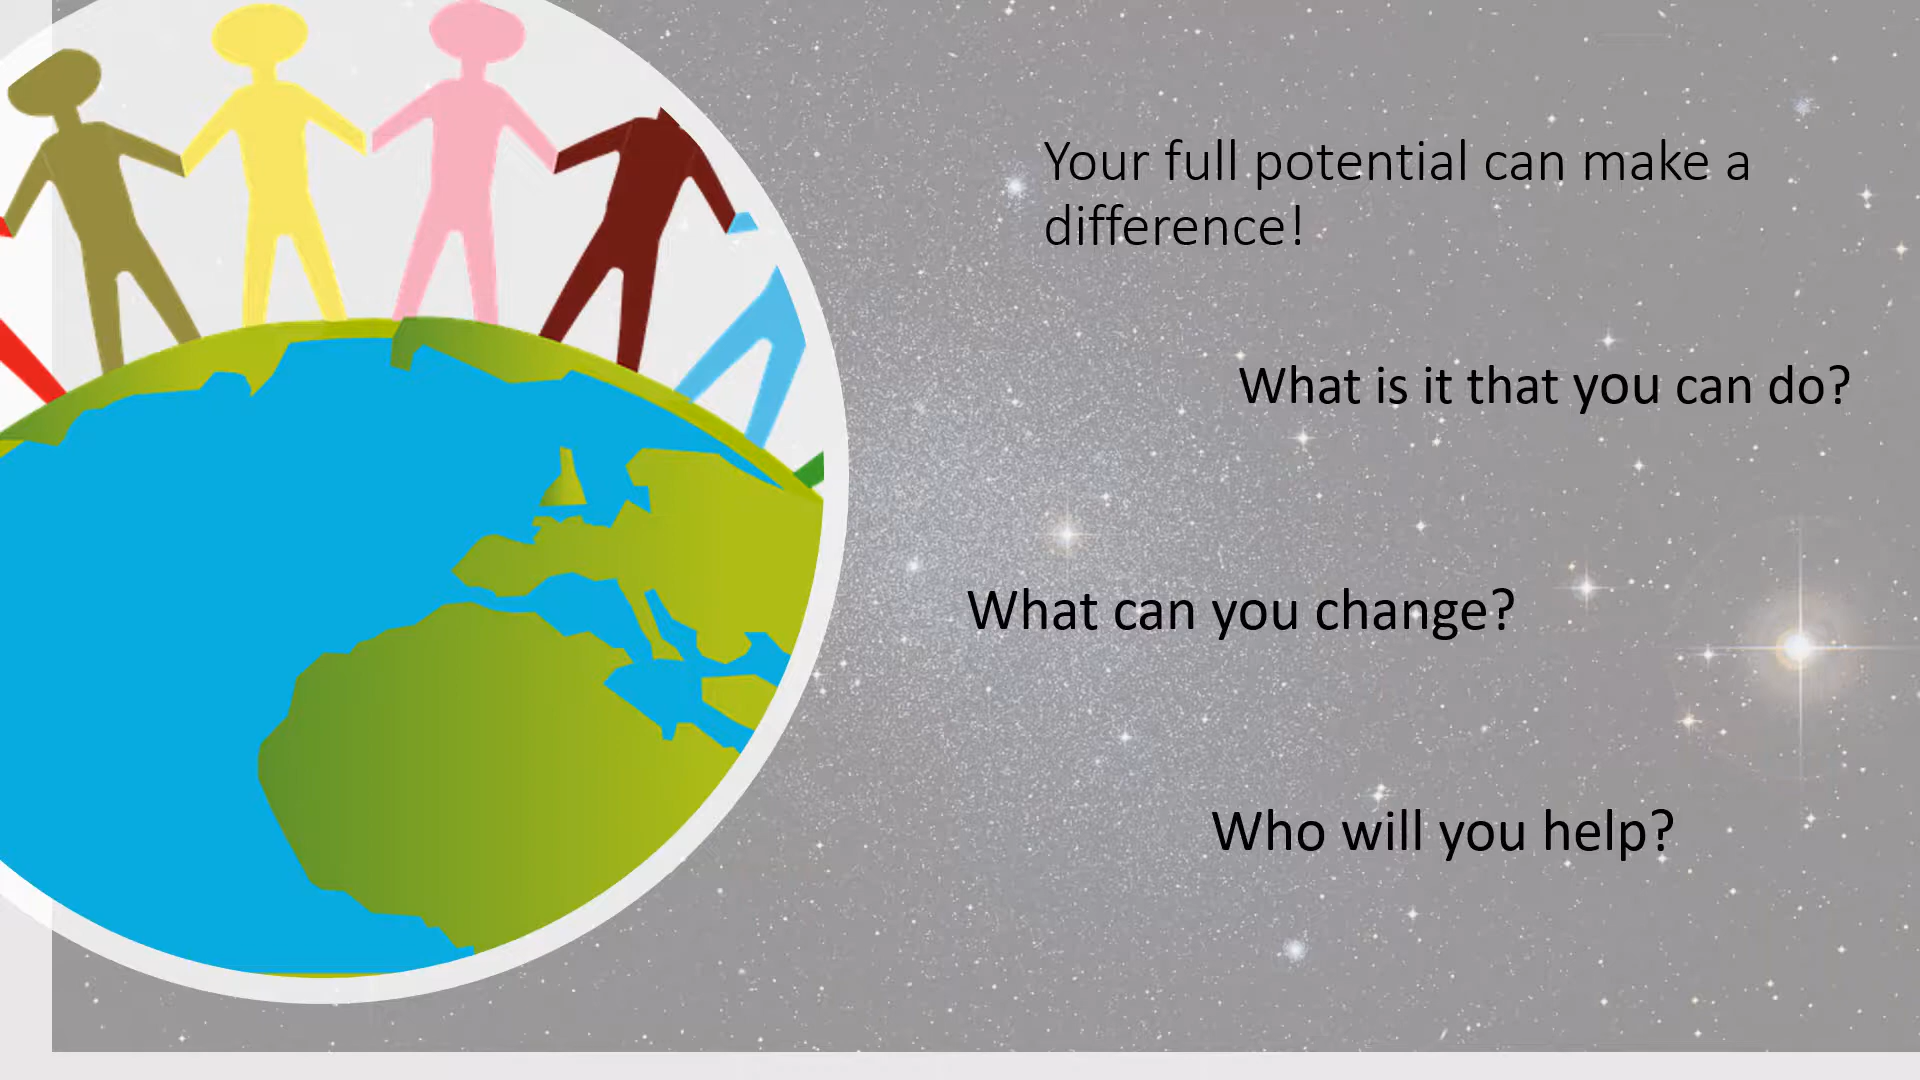 Your full potential can make a
difference!
What is it that you can do?
What can you change?
Who will you help?